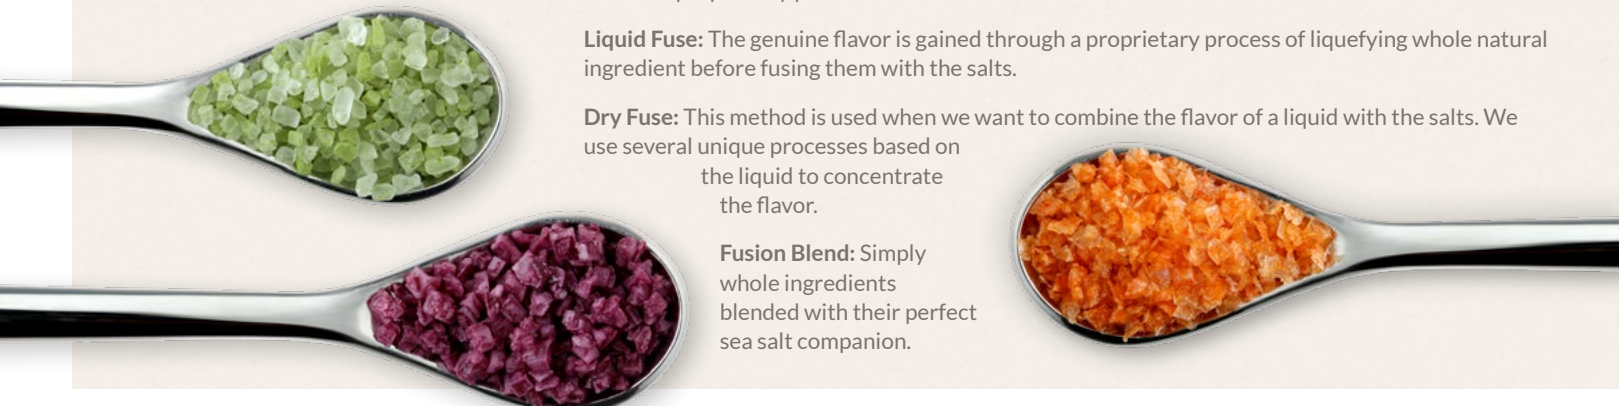 Liquid Fuse: The genuine flavor is gained through a proprietary process of liquefying whole natural
ingredient before fusing them with the salts.
Dry Fuse: This method is used when we want to combine the flavor of a liquid with the salts. We
use several unique processes based on
the liquid to concentrate
the flavor.
Fusion Blend: Simply
whole ingredients
blended with their perfect
sea salt companion.